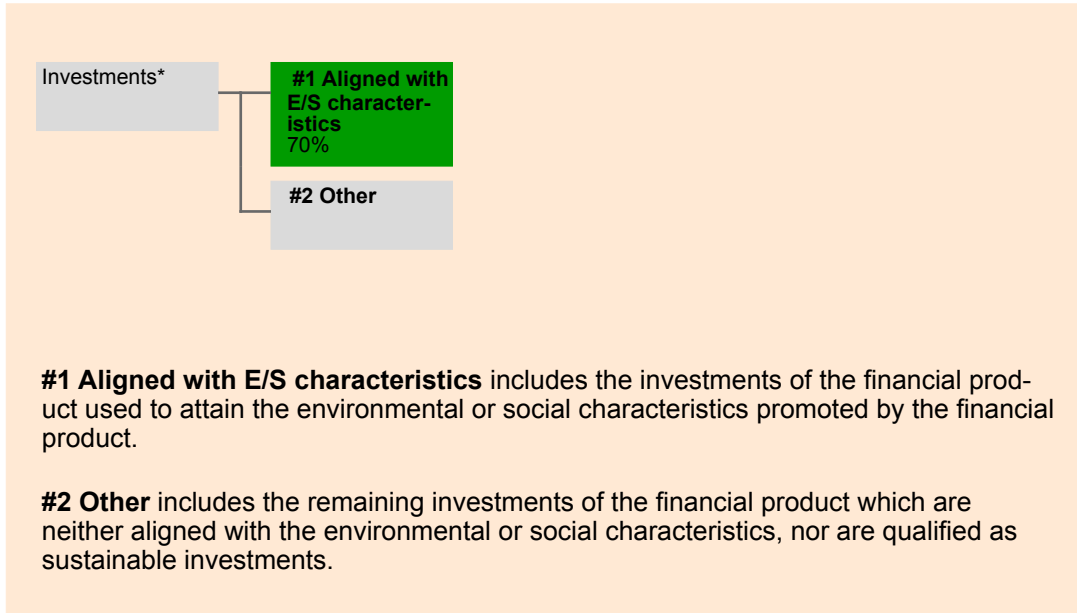 Investments*
#1 Aligned with
E/S character-
istics
70%
#2 Other
#1 Aligned with E/S characteristics includes the investments of the financial prod-
uct used to attain the environmental or social characteristics promoted by the financial
product.
#2 Other includes the remaining investments of the financial product which are
neither aligned with the environmental or social characteristics, nor are qualified as
sustainable investments.